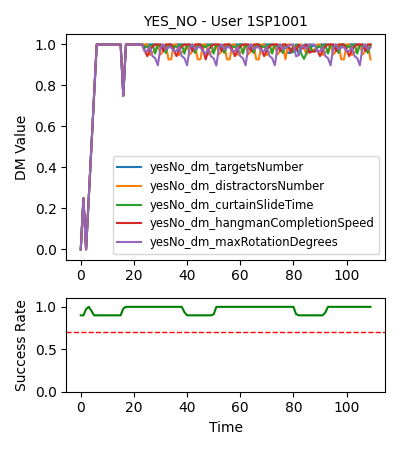 YES_NO - User 1SP1001
DM Value
1.0
0.8
0.6
0.4
0.2
0.0
yesNo_dm_targetsNumber
yesNo_dm_distractorsNumber
yesNo_dm_curtainSlideTime
yesNo_dm_hangmanCompletionSpeed
yesNo_dm_maxRotationDegrees
0 20 40 60 80 100
Success Rate
1.0
0.5
0.0
0 20 40 60 80 100
Time